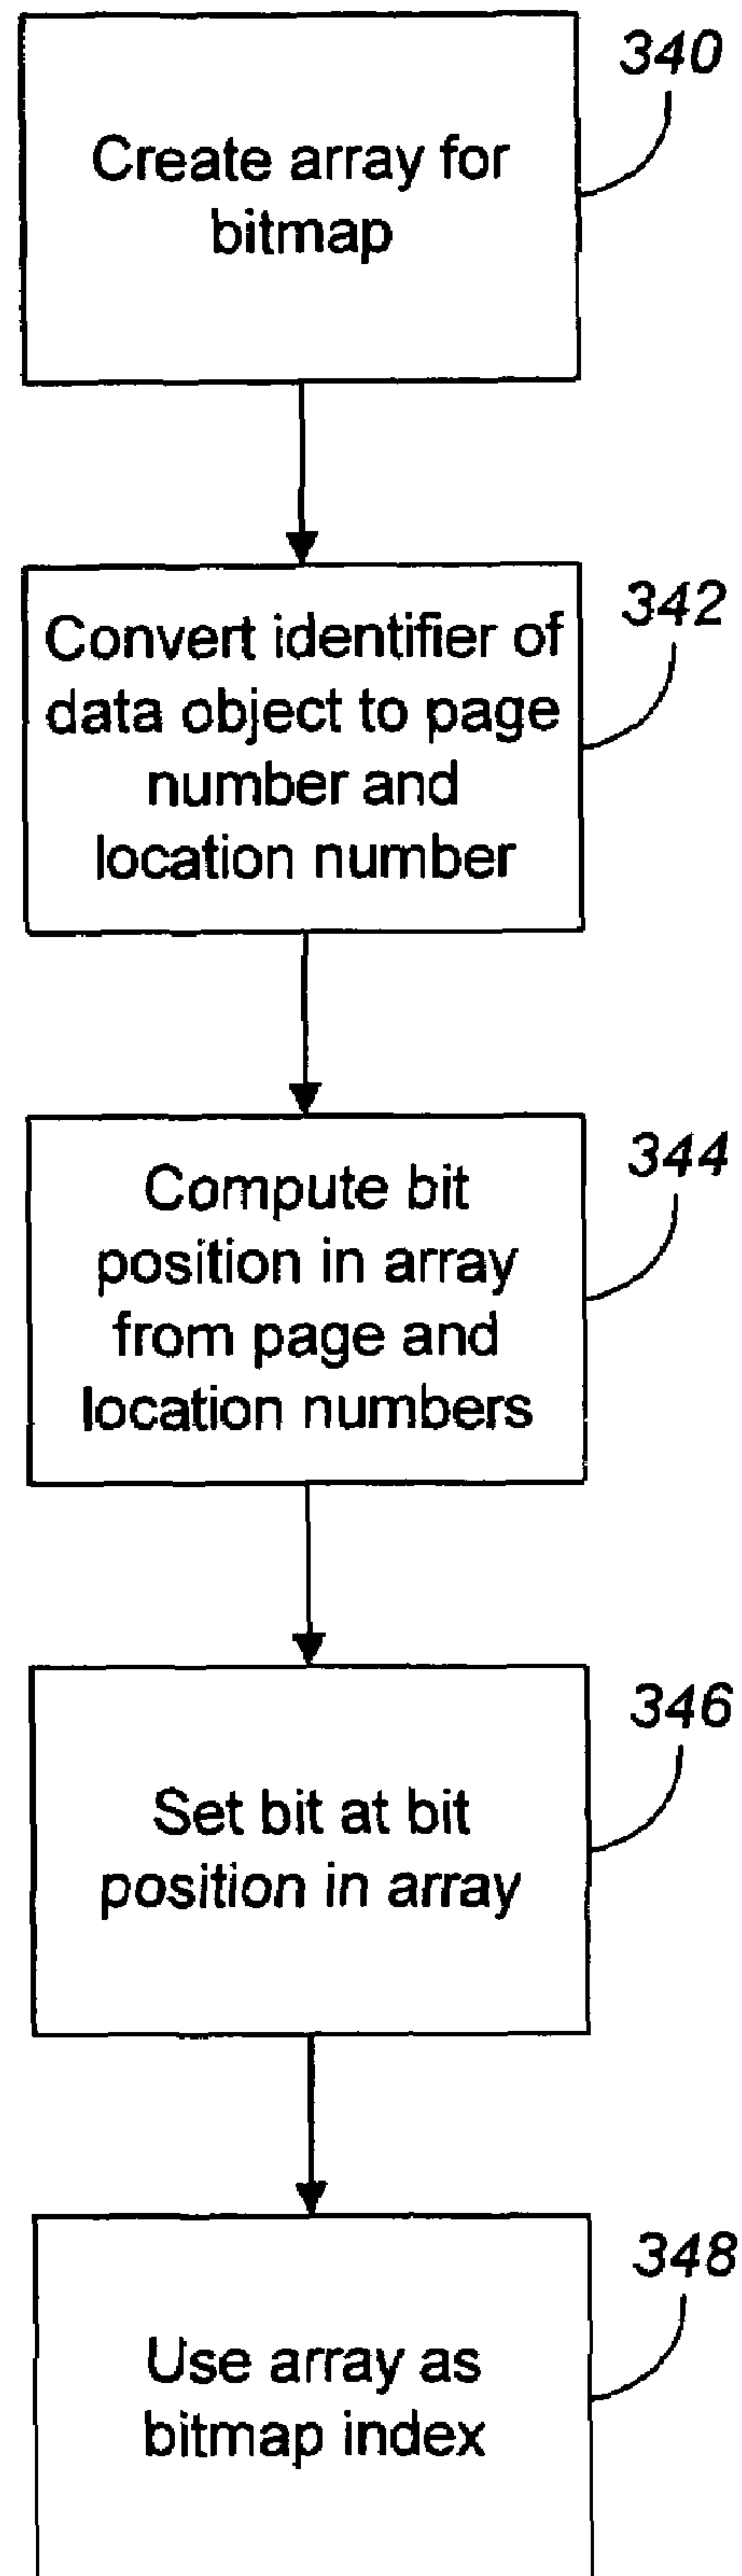 340
Create array for
bitmap
342
Convert identifier of
data object to page
number and
location number
344
Compute bit
position in array
from page and
location numbers
346
Set bit at bit
position in array
348
Use array as
bitmap index